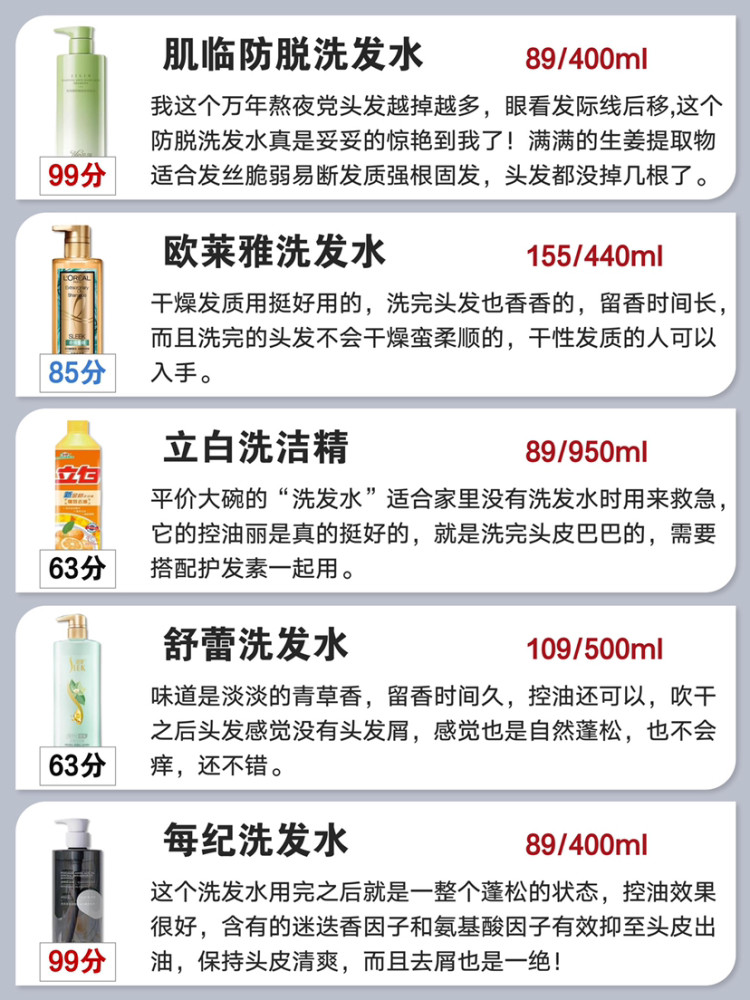 肌临防脱洗发水 89/400ml
我这个万年熬夜党头发越掉越多，眼看发际线后移,这个
防脱洗发水真是妥妥的惊艳到我了！满满的生姜提取物
适合发丝脆弱易断发质强根固发，头发都没掉几根了。
99分
欧莱雅洗发水 155/440ml
L'ORÉAL
SLEEK
干燥发质用挺好用的，洗完头发也香香的，留香时间长，
而且洗完的头发不会干燥蛮柔顺的，干性发质的人可以
入手。
85分
立白洗洁精 89/950ml
立白
平价大碗的“洗发水”适合家里没有洗发水时用来救急，
它的控油丽是真的挺好的，就是洗完头皮巴巴的，需要
搭配护发素一起用。
63分
舒蕾洗发水 109/500ml
味道是淡淡的青草香，留香时间久，控油还可以，吹干
之后头发感觉没有头发屑，感觉也是自然蓬松，也不会
痒，还不错。
63分
每纪洗发水 89/400ml
这个洗发水用完之后就是一整个蓬松的状态，控油效果
很好，含有的迷迭香因子和氨基酸因子有效抑至头皮出
油，保持头皮清爽，而且去屑也是一绝！
99分